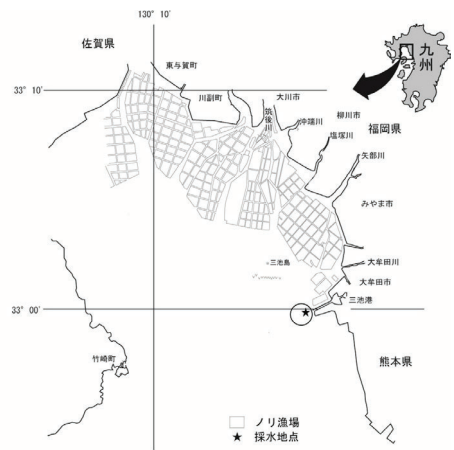 130° 10′
佐賀県
九州
東与賀町
33° 10′
川副町
大川市
筑後川
沖端川
柳川市
塩塚川
福岡県
矢部川
みやま市
三池島
大牟田川
大牟田市
三池港
33° 00′
竹崎町
熊本県
ノリ漁場
★ 採水地点